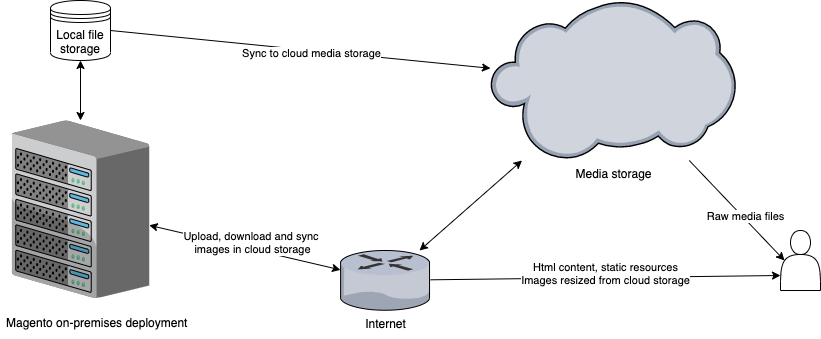 Local file
storage
Sync to cloud media storage
Media storage
Raw media files
Upload, download and sync
images in cloud storage
Html content, static resources
Images resized from cloud storage
Magento on-premises deployment
Internet